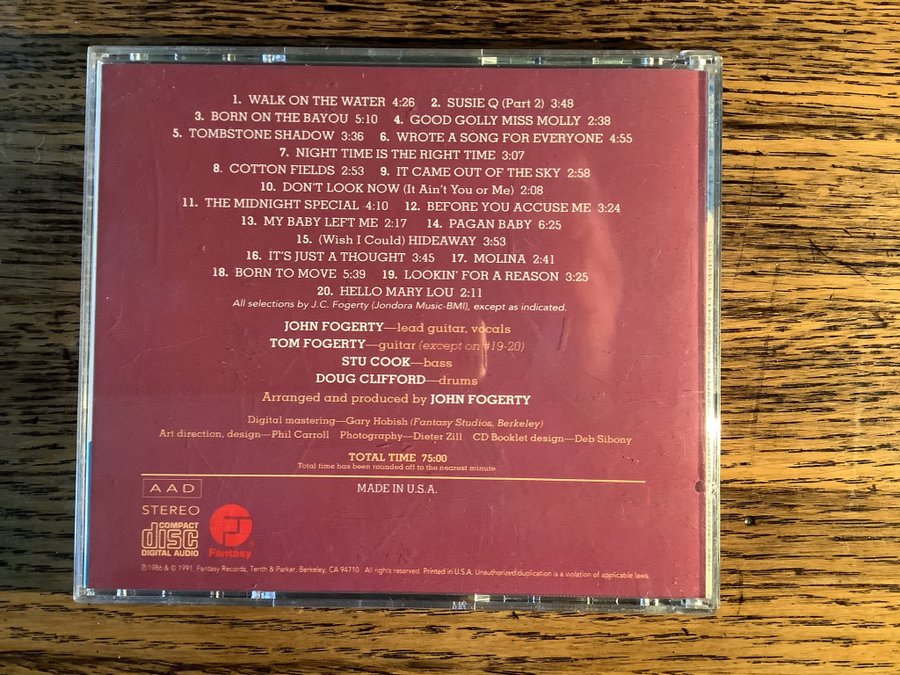 1. WALK ON THE WATER 4:26 2. SUSIE Q (Part 2) 3:48
3. BORN ON THE BAYOU 5:10 4. GOOD GOLLY MISS MOLLY 2:38
5. TOMBSTONE SHADOW 3:36 6. WROTE A SONG FOR EVERYONE 4:55
7. NIGHT TIME IS THE RIGHT TIME 3:07
8. COTTON FIELDS 2:53 9. IT CAME OUT OF THE SKY 2:58
10. DON'T LOOK NOW (It Ain't You or Me) 2:08
11. THE MIDNIGHT SPECIAL 4:10 12. BEFORE YOU ACCUSE ME 3:24
13. MY BABY LEFT ME 2:17 14. PAGAN BABY 6:25
15. (Wish I Could) HIDEAWAY 3:53
16. IT'S JUST A THOUGHT 3:45 17. MOLINA 2:41
18. BORN TO MOVE 5:39 19. LOOKIN' FOR A REASON 3:25
20. HELLO MARY LOU 2:11
All selections by J.C. Fogerty (Jondora Music-BMI), except as indicated.
JOHN FOGERTY—lead guitar, vocals
TOM FOGERTY—guitar (except on #19-20)
STU COOK—bass
DOUG CLIFFORD—drums
Arranged and produced by JOHN FOGERTY
Digital mastering—Gary Hobish (Fantasy Studios, Berkeley)
Art direction, design—Phil Carroll Photography—Dieter Zill CD Booklet design—Deb Sibony
TOTAL TIME 75:00
Total time has been rounded off to the nearest minute
MADE IN U.S.A.
AAD
STEREO
COMPACT
disc
DIGITAL AUDIO
Fantasy
℗ 1986 & © 1991 Fantasy Records, Tenth & Parker, Berkeley, CA 94710 All rights reserved. Printed in U.S.A. Unauthorized duplication is a violation of applicable laws.